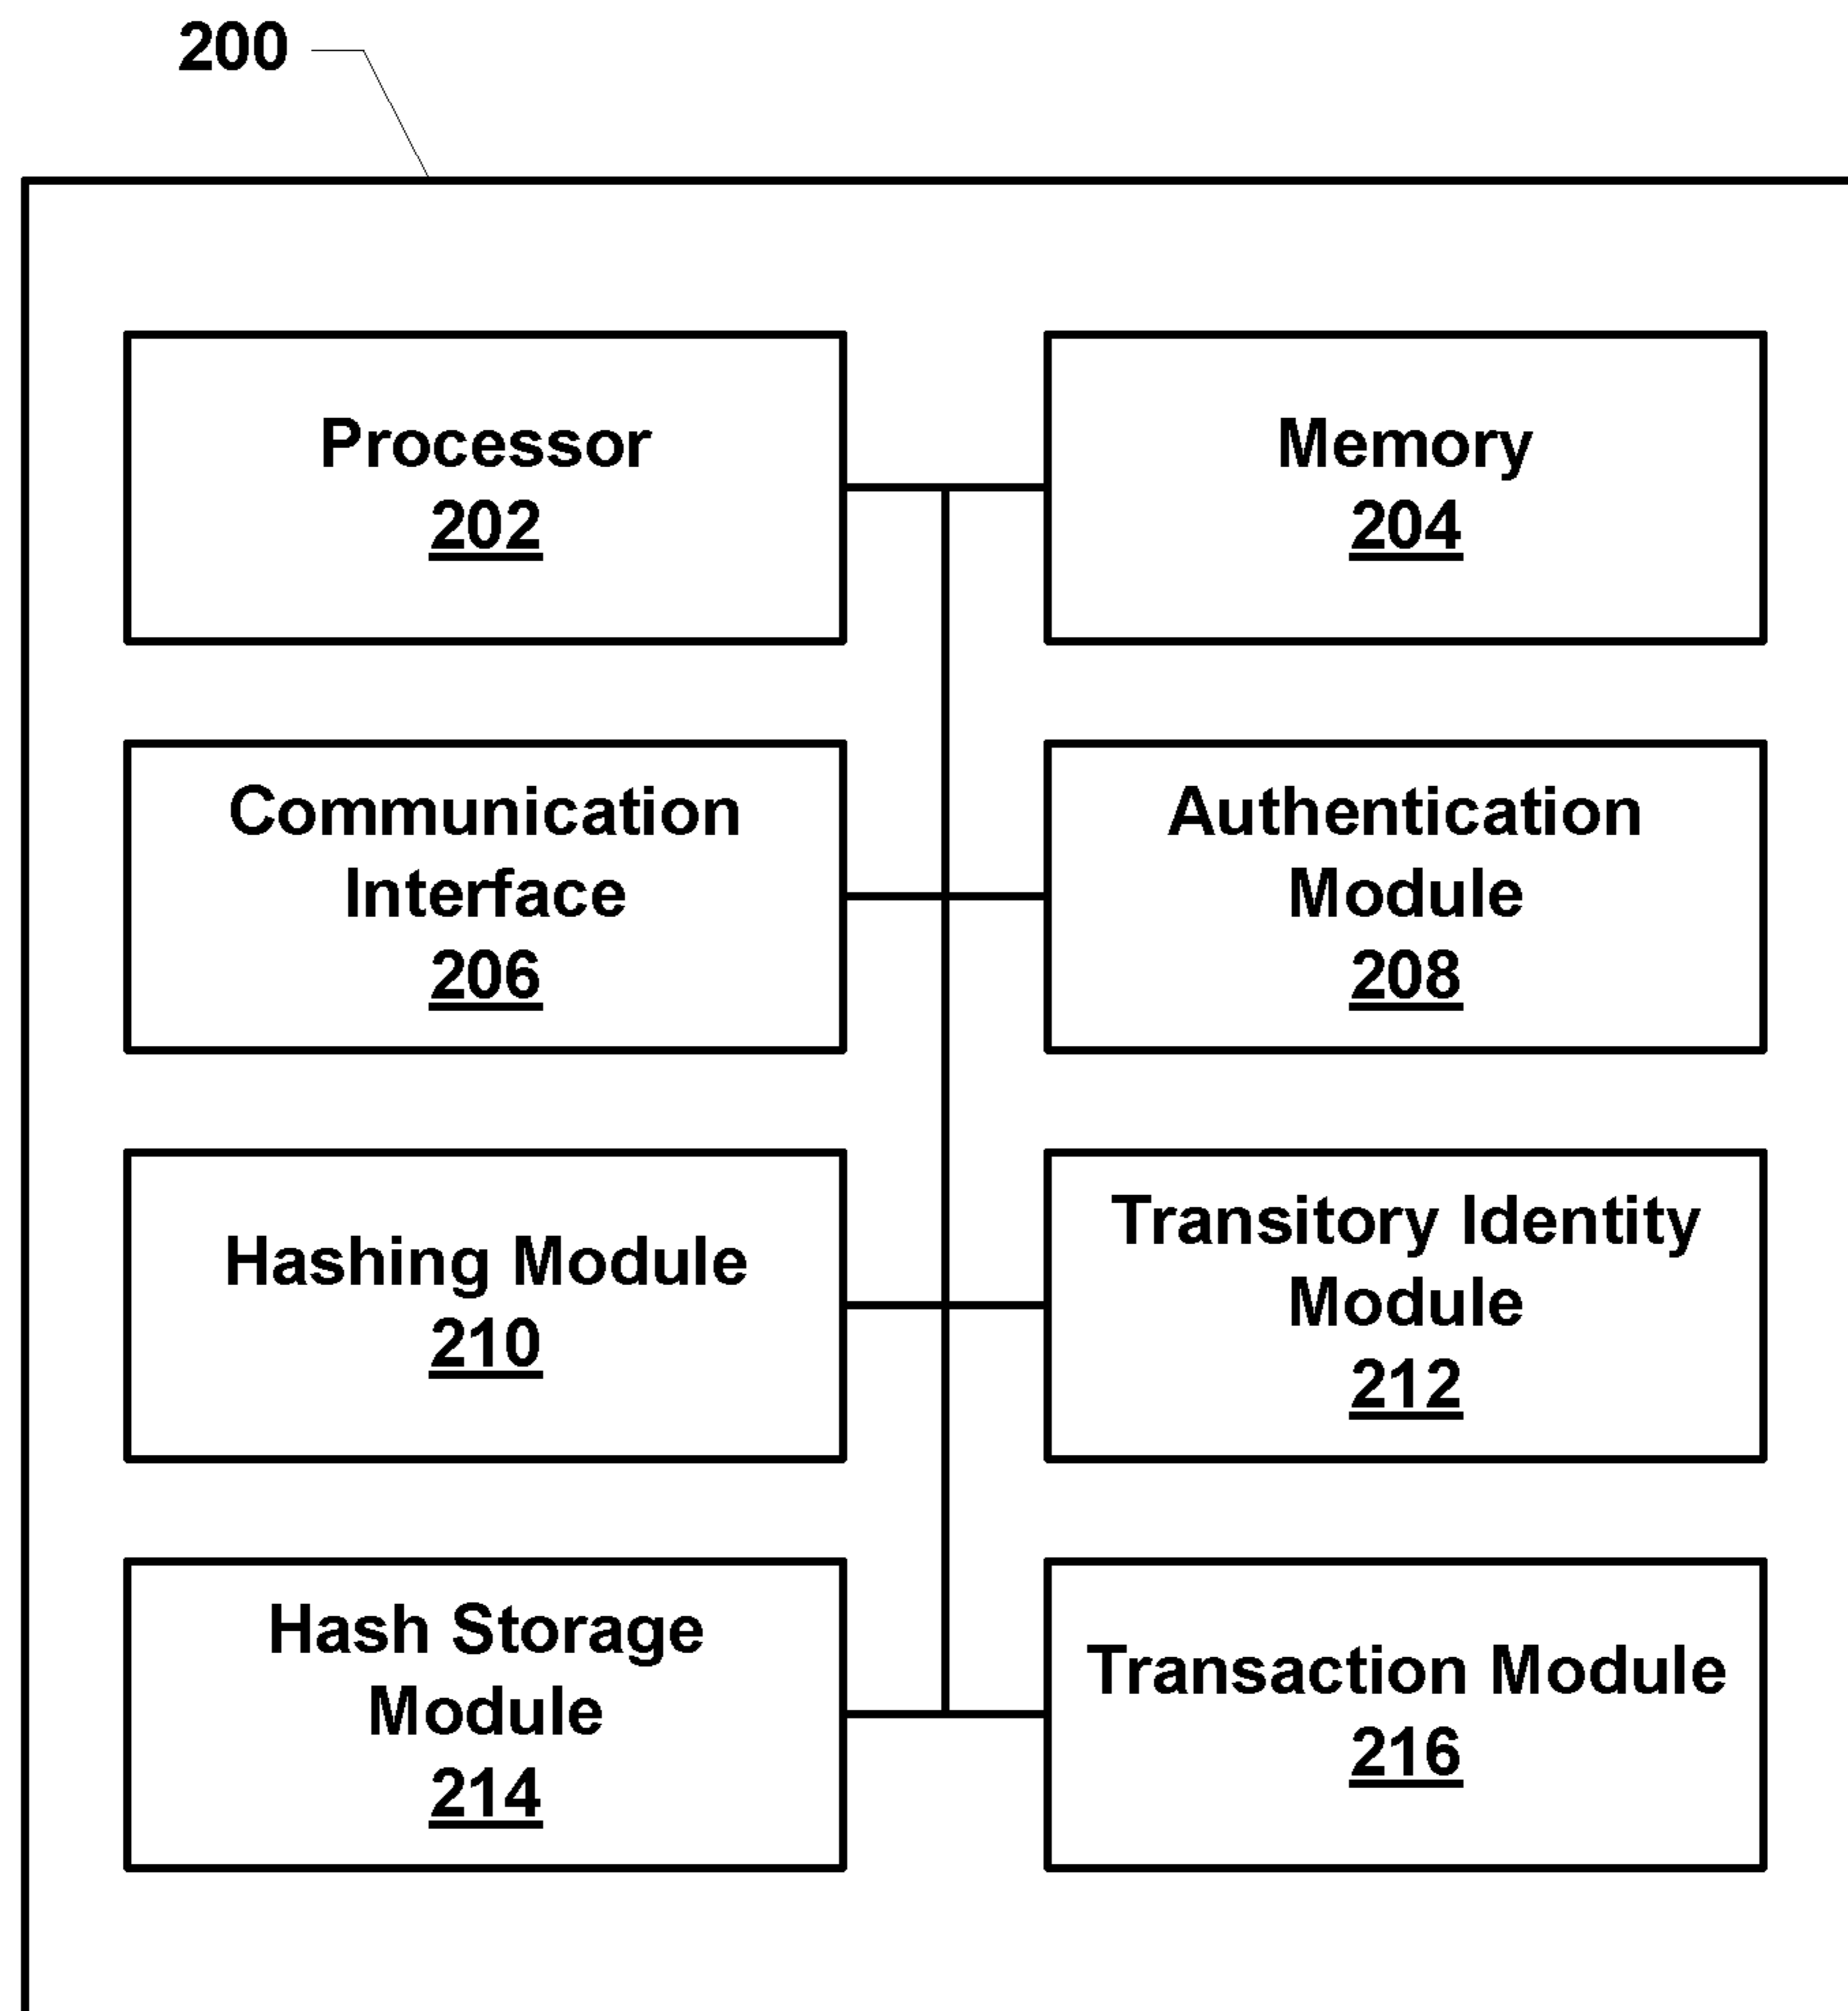 200
Processor
202
Memory
204
Communication
Interface
206
Authentication
Module
208
Hashing Module
210
Transitory Identity
Module
212
Hash Storage
Module
214
Transaction Module
216